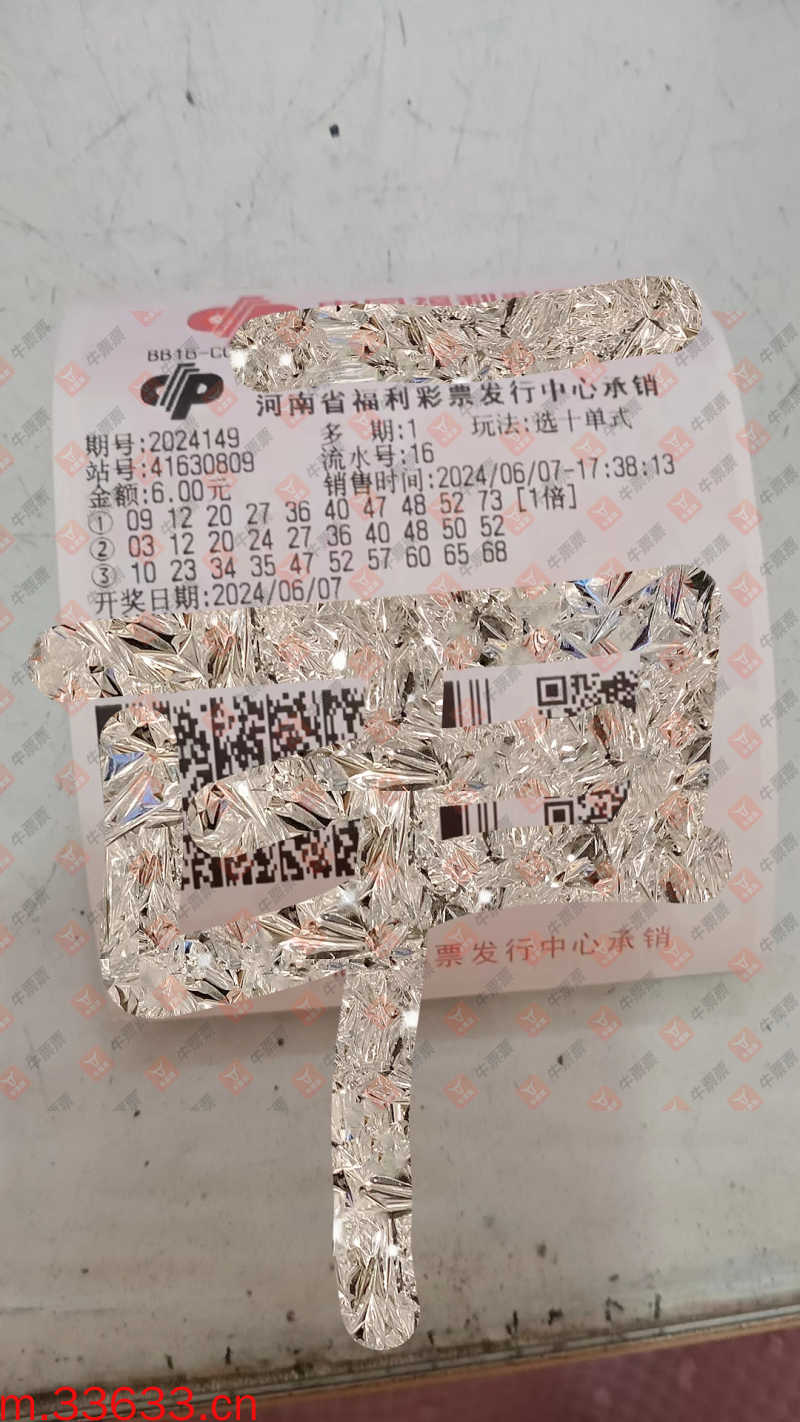 BB4B-C
河南省福利彩票发行中心承销
期号:2024149 多 期:1 玩法:选十单式
站号:41630809 流水号:16
金额:6.00元 销售时间:2024/06/07-17:38:13
① 09 12 20 27 36 40 47 48 52 73 [1倍]
② 03 12 20 24 27 36 40 48 50 52
③ 10 23 34 35 47 52 57 60 65 68
开奖日期:2024/06/07
票发行中心承销
牛票票
m.33633.cn